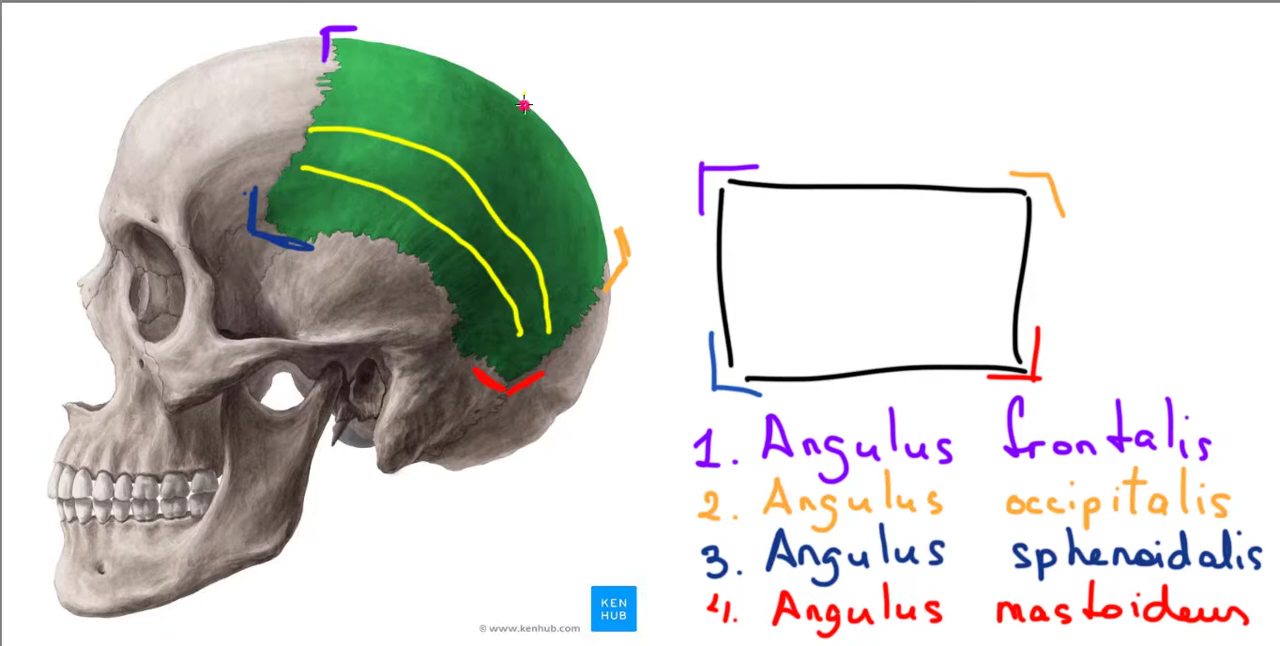 1. Angulus frontalis
2. Angulus occipitalis
3. Angulus sphenoidalis
4. Angulus mastoideus
KEN
HUB
© www.kenhub.com